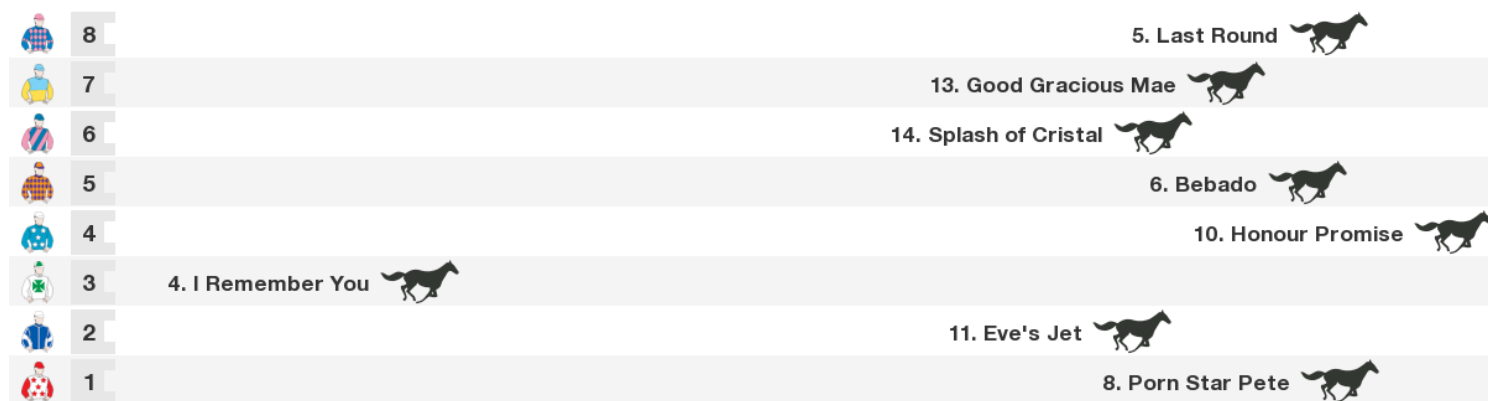 8 5. Last Round
7 13. Good Gracious Mae
6 14. Splash of Cristal
5 6. Bebado
4 10. Honour Promise
3 4. I Remember You
2 11. Eve's Jet
1 8. Porn Star Pete